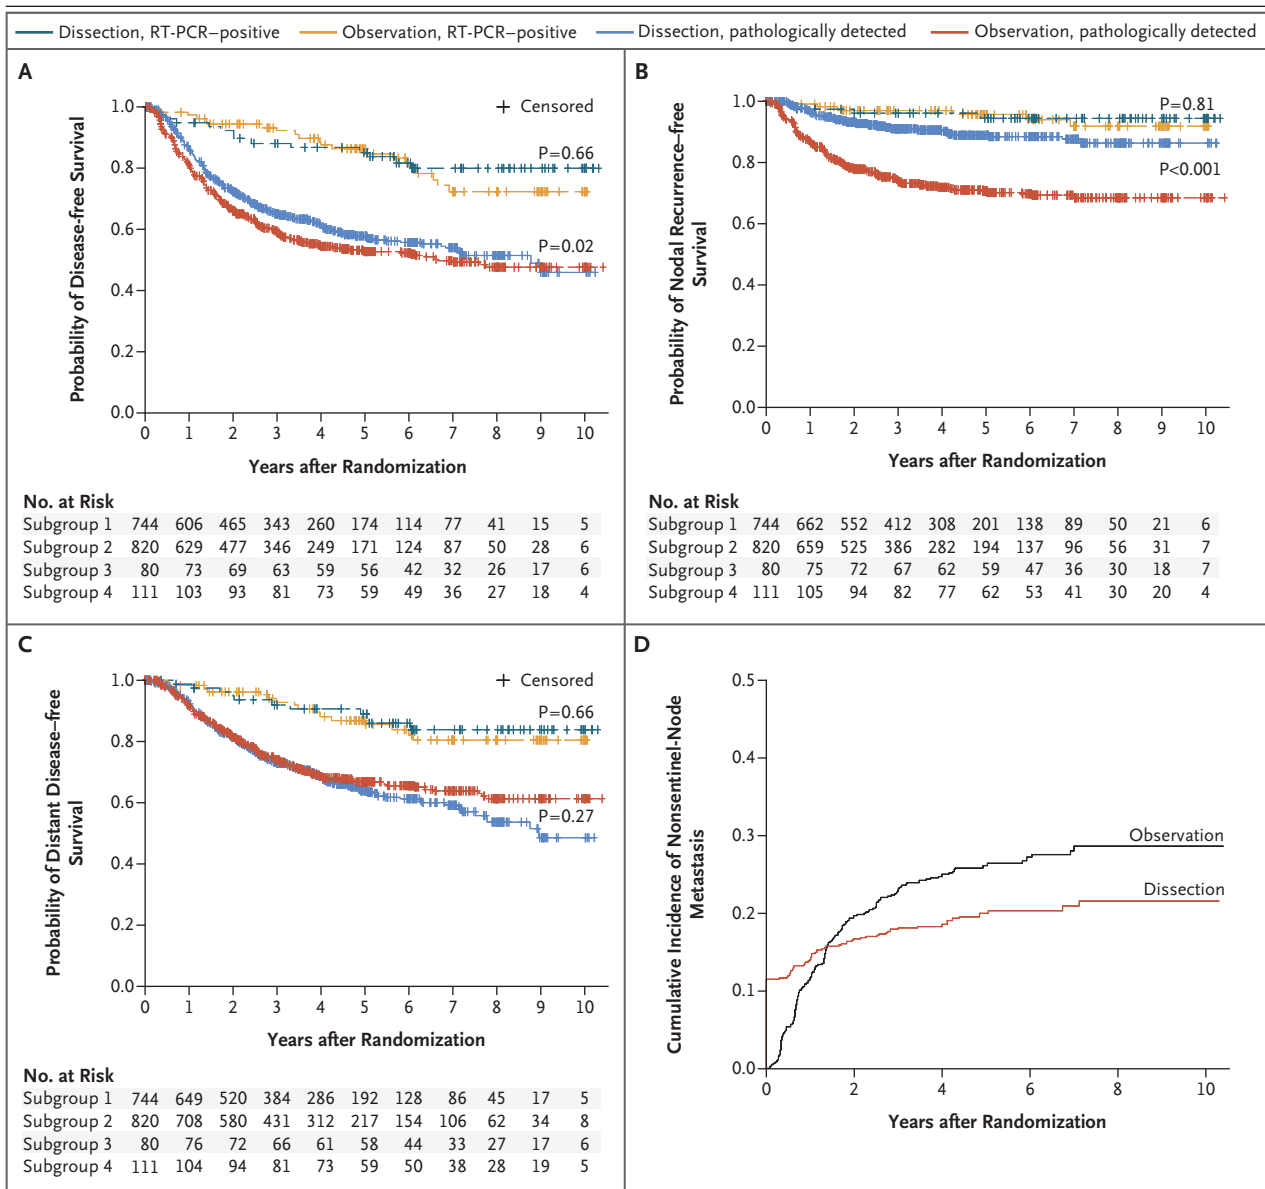 Dissection, RT-PCR–positive Observation, RT-PCR–positive Dissection, pathologically detected Observation, pathologically detected
A
Probability of Disease-free Survival
1.0
0.8
0.6
0.4
0.2
0.0
+ Censored
P=0.66
P=0.02
0 1 2 3 4 5 6 7 8 9 10
Years after Randomization
No. at Risk
Subgroup 1 744 606 465 343 260 174 114 77 41 15 5
Subgroup 2 820 629 477 346 249 171 124 87 50 28 6
Subgroup 3 80 73 69 63 59 56 42 32 26 17 6
Subgroup 4 111 103 93 81 73 59 49 36 27 18 4
B
Probability of Nodal Recurrence–free
Survival
1.0
0.8
0.6
0.4
0.2
0.0
P=0.81
P<0.001
0 1 2 3 4 5 6 7 8 9 10
Years after Randomization
No. at Risk
Subgroup 1 744 662 552 412 308 201 138 89 50 21 6
Subgroup 2 820 659 525 386 282 194 137 96 56 31 7
Subgroup 3 80 75 72 67 62 59 47 36 30 18 7
Subgroup 4 111 105 94 82 77 62 53 41 30 20 4
C
Probability of Distant Disease–free
Survival
1.0
0.8
0.6
0.4
0.2
0.0
+ Censored
P=0.66
P=0.27
0 1 2 3 4 5 6 7 8 9 10
Years after Randomization
No. at Risk
Subgroup 1 744 649 520 384 286 192 128 86 45 17 5
Subgroup 2 820 708 580 431 312 217 154 106 62 34 8
Subgroup 3 80 76 72 66 61 58 44 33 27 17 6
Subgroup 4 111 104 94 81 73 59 50 38 28 19 5
D
Cumulative Incidence of Nonsentinel-Node
Metastasis
0.5
0.4
0.3
0.2
0.1
0.0
Observation
Dissection
0 2 4 6 8 10
Years after Randomization